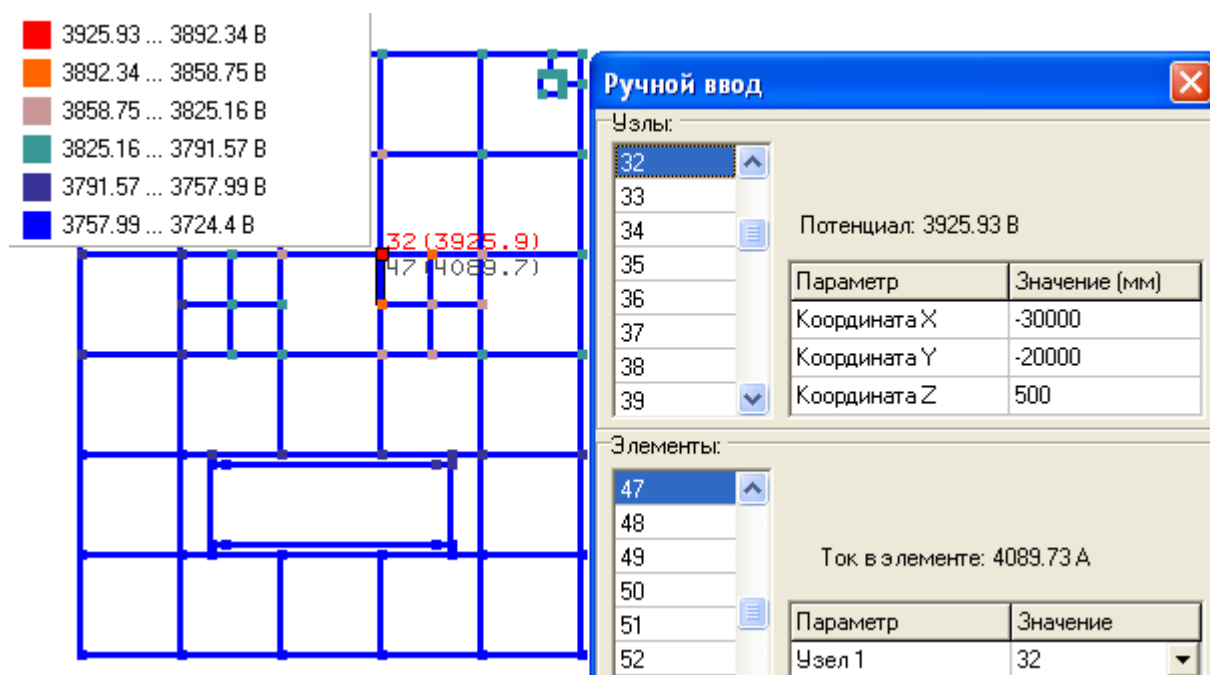 3925.93 ... 3892.34 В
3892.34 ... 3858.75 В
3858.75 ... 3825.16 В
3825.16 ... 3791.57 В
3791.57 ... 3757.99 В
3757.99 ... 3724.4 В
32(3925.9)
47(4089.7)
Ручной ввод
Узлы:
32
33
34
35
36
37
38
39
Потенциал: 3925.93 В
Параметр Значение (мм)
Координата X -30000
Координата Y -20000
Координата Z 500
Элементы:
47
48
49
50
51
52
Ток в элементе: 4089.73 А
Параметр Значение
Узел 1 32